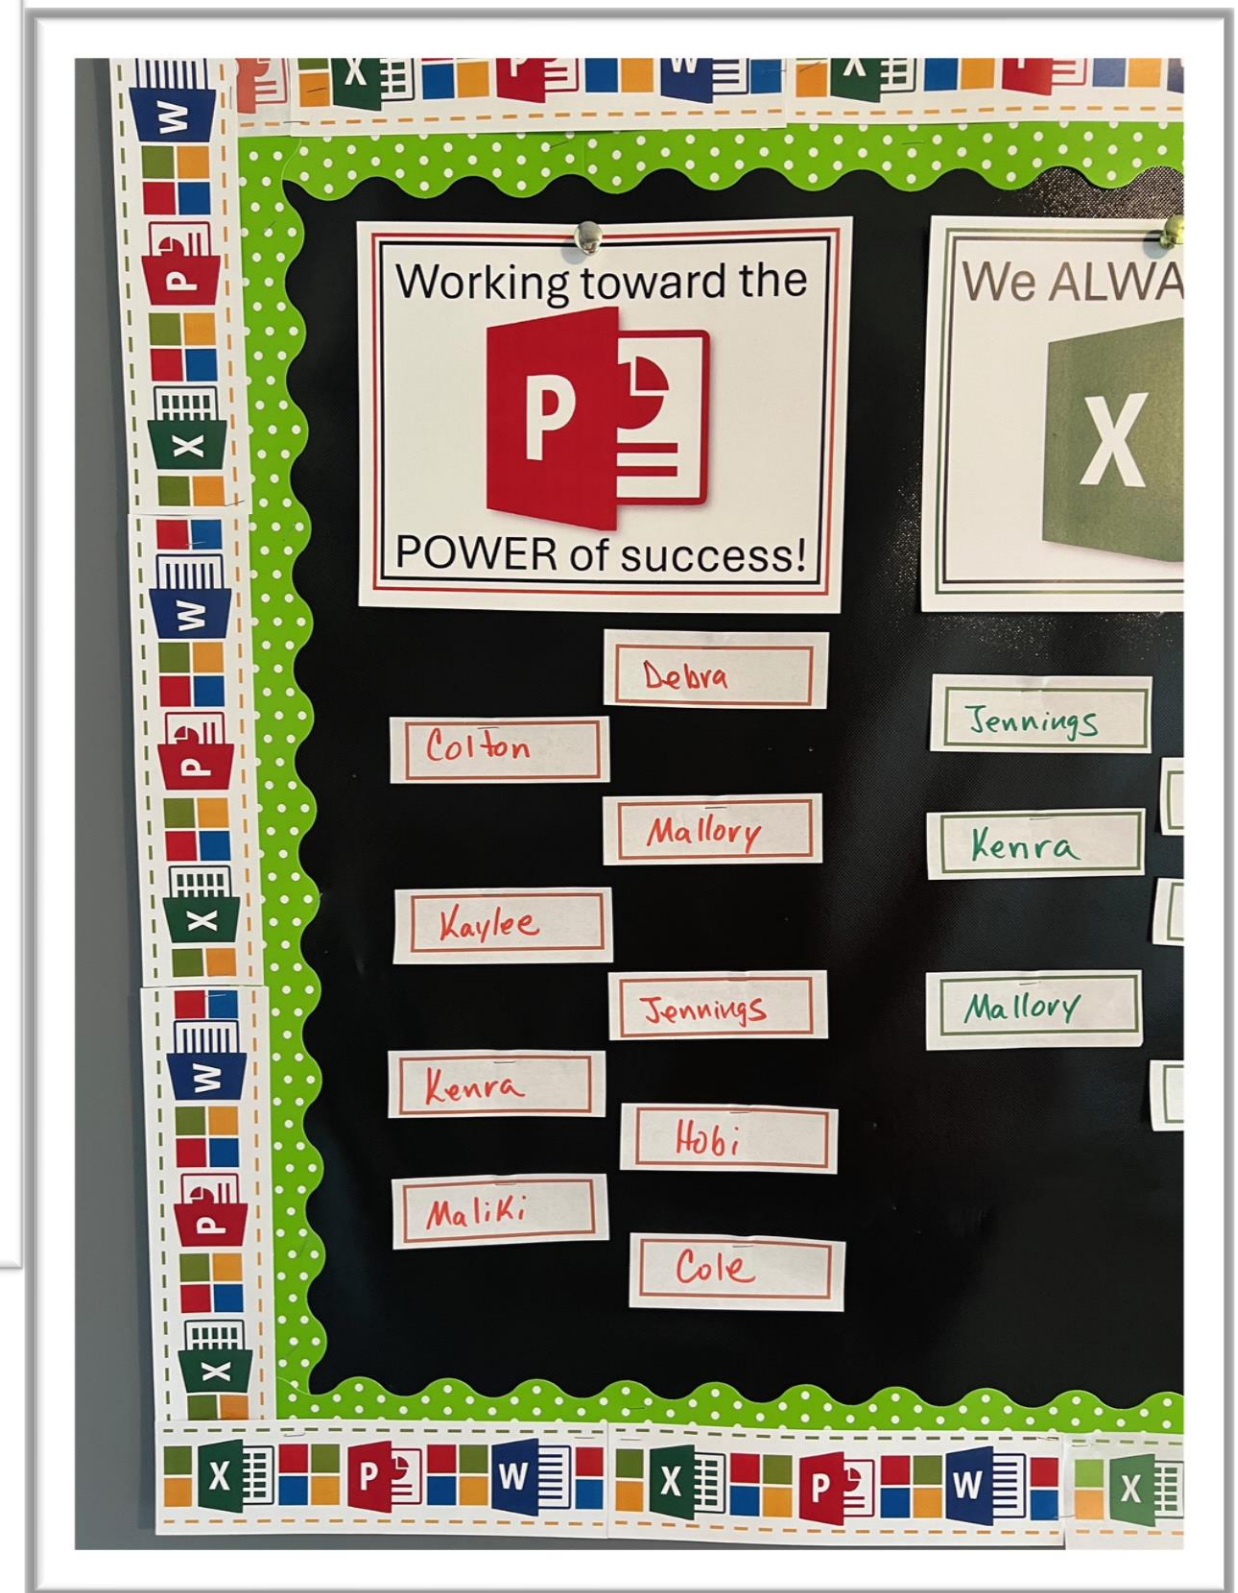 Working toward the
P
POWER of success!
Debra
Colton
Mallory
Kaylee
Jennings
Kenra
Hobi
Maliki
Cole
We ALWA
X
Jennings
Kenra
Mallory
X P W X P
W
P
X
W
P
X
W
P
X
X P W X P W X